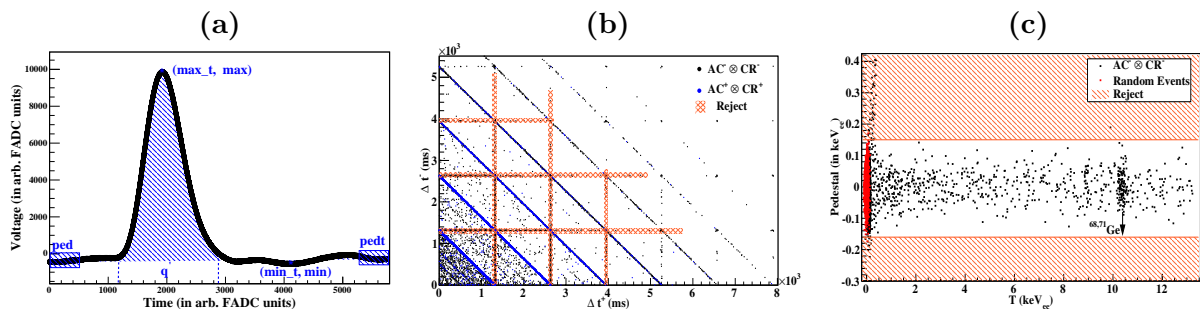 (a)
Voltage (in arb. FADC units)
10000
8000
6000
4000
2000
0
(max_t, max)
ped
pedt
q
(min_t, min)
0 1000 2000 3000 4000 5000
Time (in arb. FADC units)
(b)
×10³
Δ t⁻ (ms)
5
4
3
2
1
0
AC⁻ ⊗ CR⁻
AC⁺ ⊗ CR⁺
Reject
0 1 2 3 4 5 6 7 8
×10³
Δ t⁺ (ms)
(c)
Pedestal (in keVee)
0.4
0.3
0.2
0.1
0
-0.1
-0.2
-0.3
AC⁻ ⊗ CR⁻
Random Events
Reject
68,71Ge
0 2 4 6 8 10 12
T (keVee)